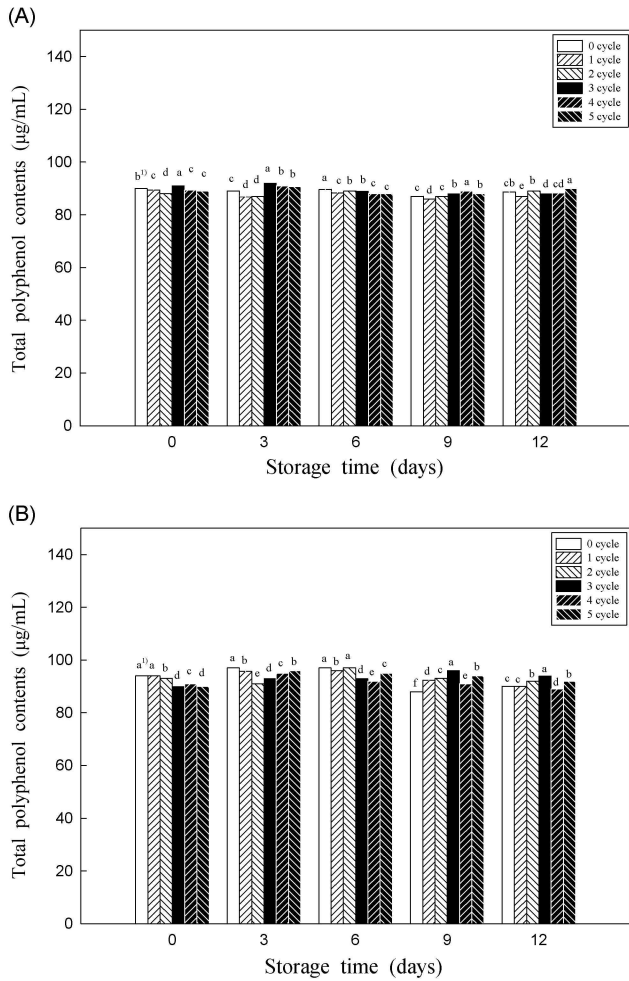 (A)
140
120
100
80
60
40
20
0
Total polyphenol contents (μg/mL)
0 cycle
1 cycle
2 cycle
3 cycle
4 cycle
5 cycle
b1) c d a c c
c d d a b b
a c b b c c
c d c b a b
cb e b d cd a
0 3 6 9 12
Storage time (days)
(B)
140
120
100
80
60
40
20
0
Total polyphenol contents (μg/mL)
0 cycle
1 cycle
2 cycle
3 cycle
4 cycle
5 cycle
a1) a b d c d
a b e d c b
a b a d e c
f d c a e b
c c b a d b
0 3 6 9 12
Storage time (days)